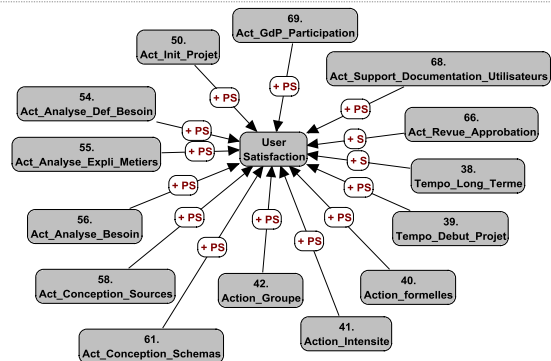 69.
Act_GdP_Participation
50.
Act_Init_Projet
68.
Act_Support_Documentation_Utilisateurs
+ PS
+ PS
+ PS
54.
Act_Analyse_Def_Besoin
66.
Act_Revue_Approbation
+ PS
+ S
User
Satisfaction
55.
Act_Analyse_Expli_Metiers
+ PS
+ S
38.
Tempo_Long_Terme
+ PS
+ PS
56.
Act_Analyse_Besoin
39.
Tempo_Debut_Projet
+ PS
+ PS
+ PS
+ PS
58.
Act_Conception_Sources
42.
Action_Groupe
40.
Action_formelles
61.
Act_Conception_Schemas
41.
Action_Intensite